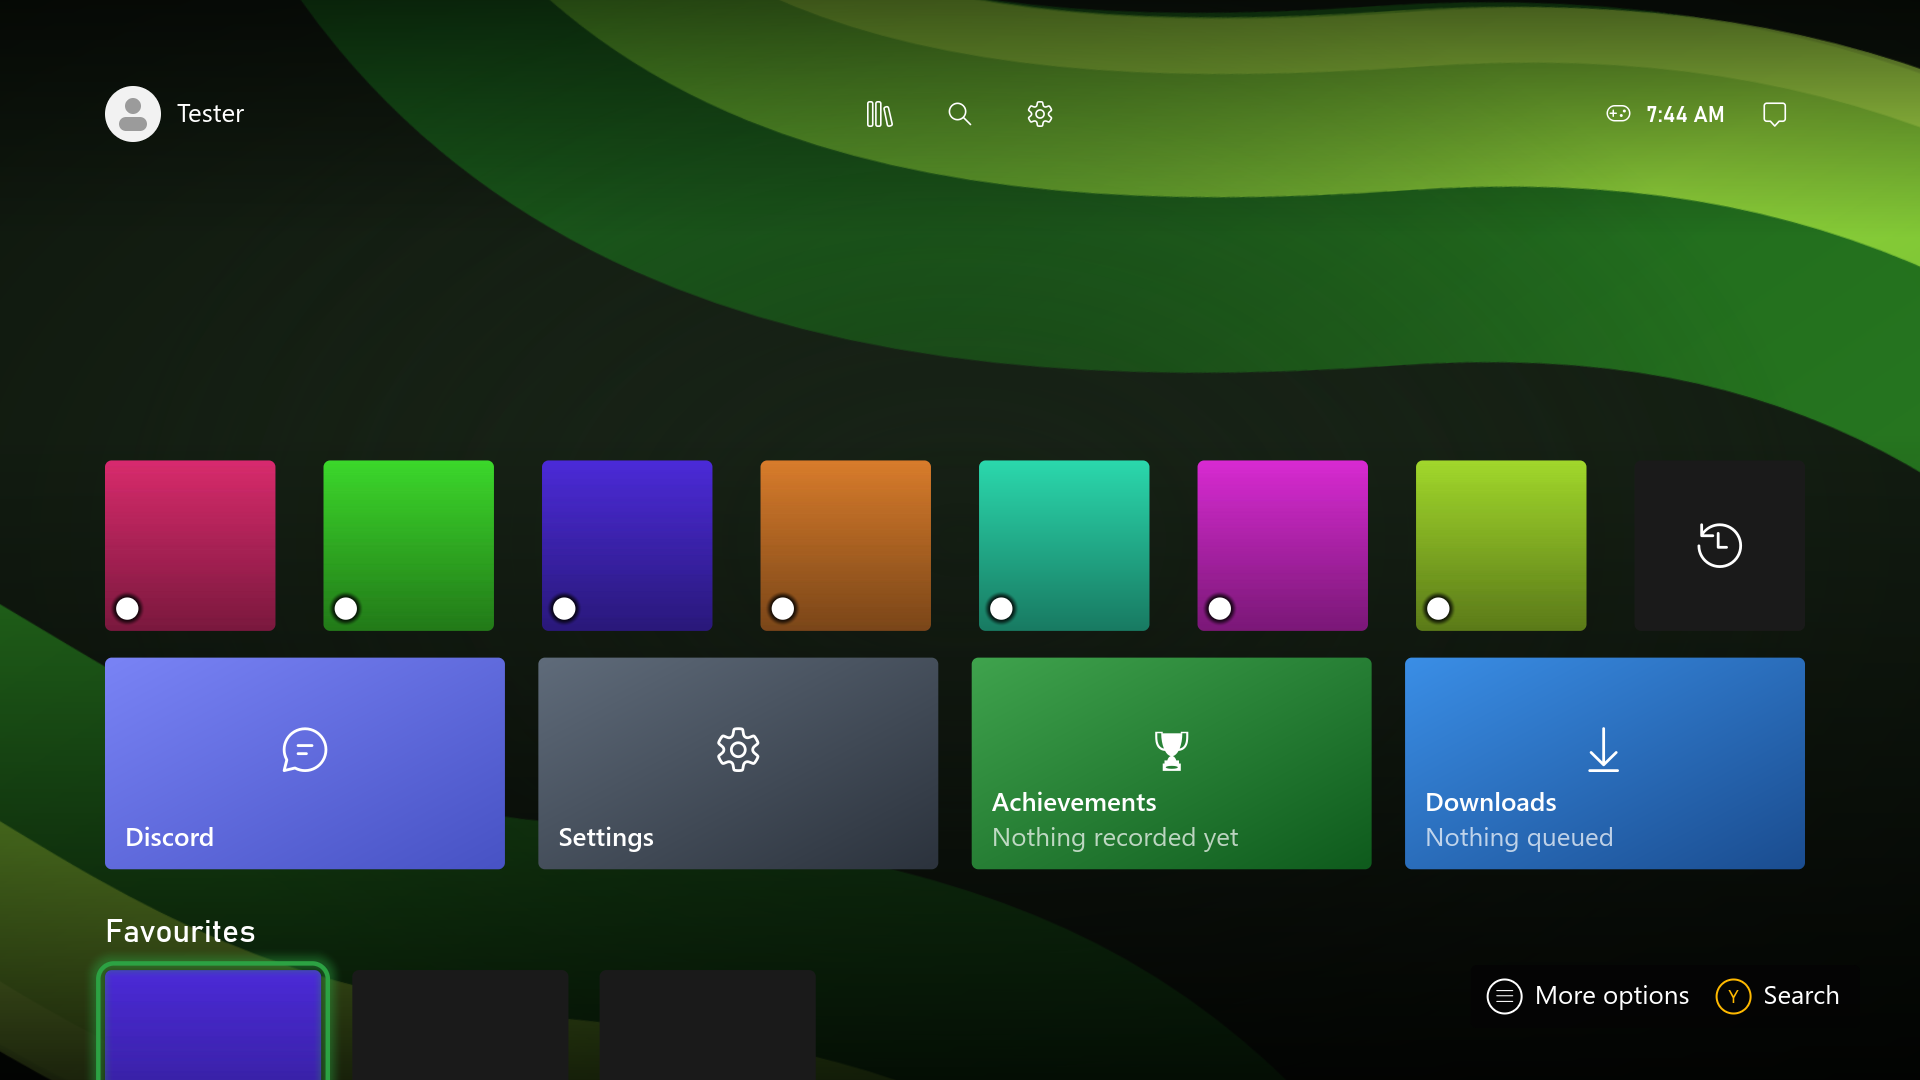 Tester
7:44 AM
Discord
Settings
Achievements
Nothing recorded yet
Downloads
Nothing queued
Favourites
More options
Y
Search